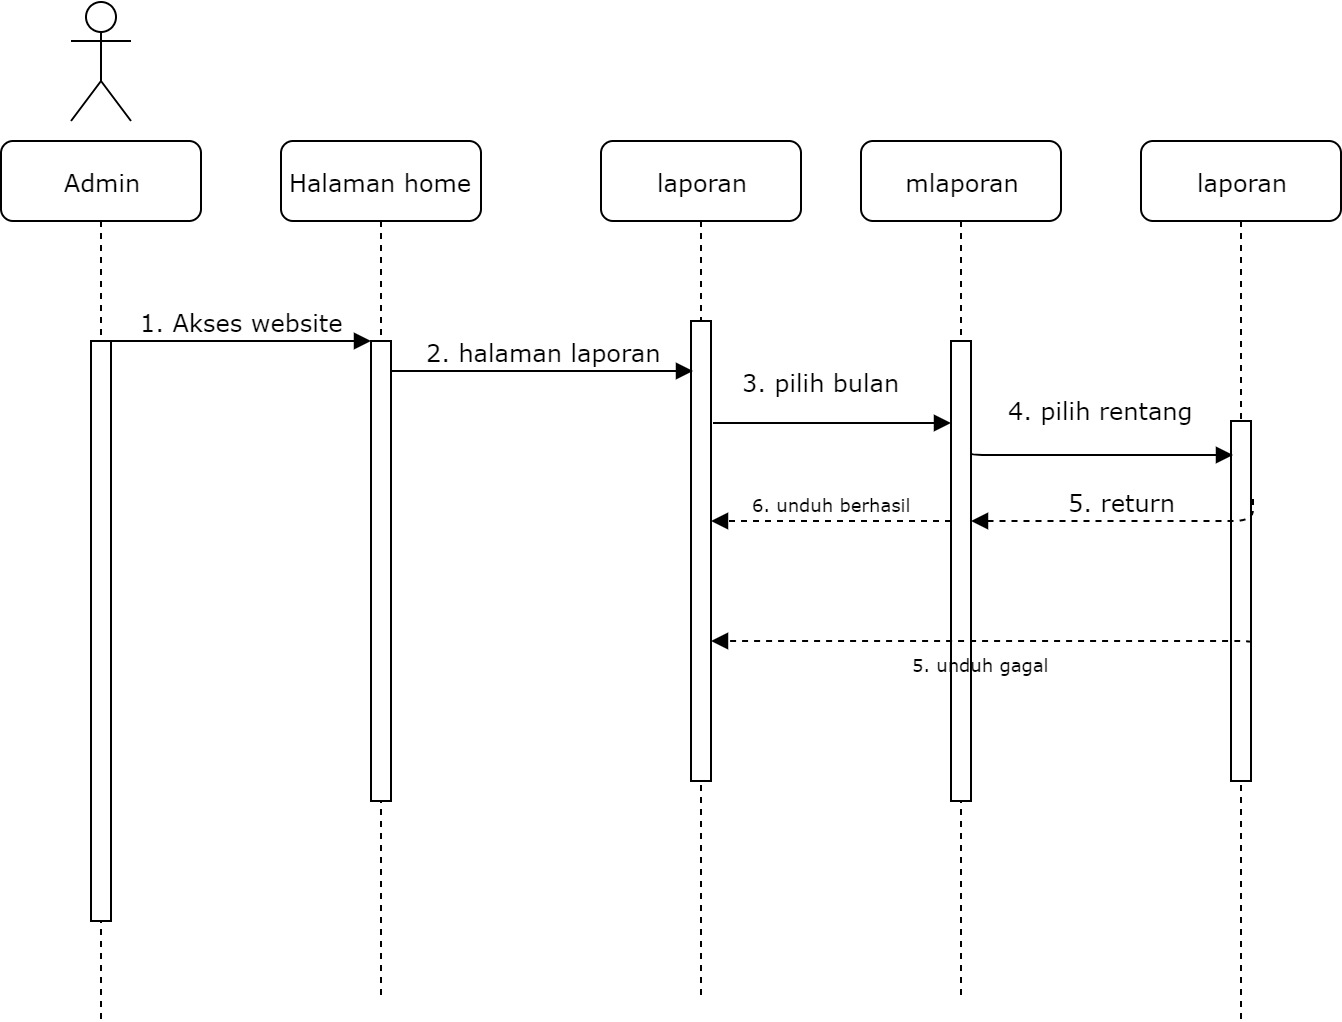 Admin
Halaman home
laporan
mlaporan
laporan
1. Akses website
2. halaman laporan
3. pilih bulan
4. pilih rentang
5. return
6. unduh berhasil
5. unduh gagal